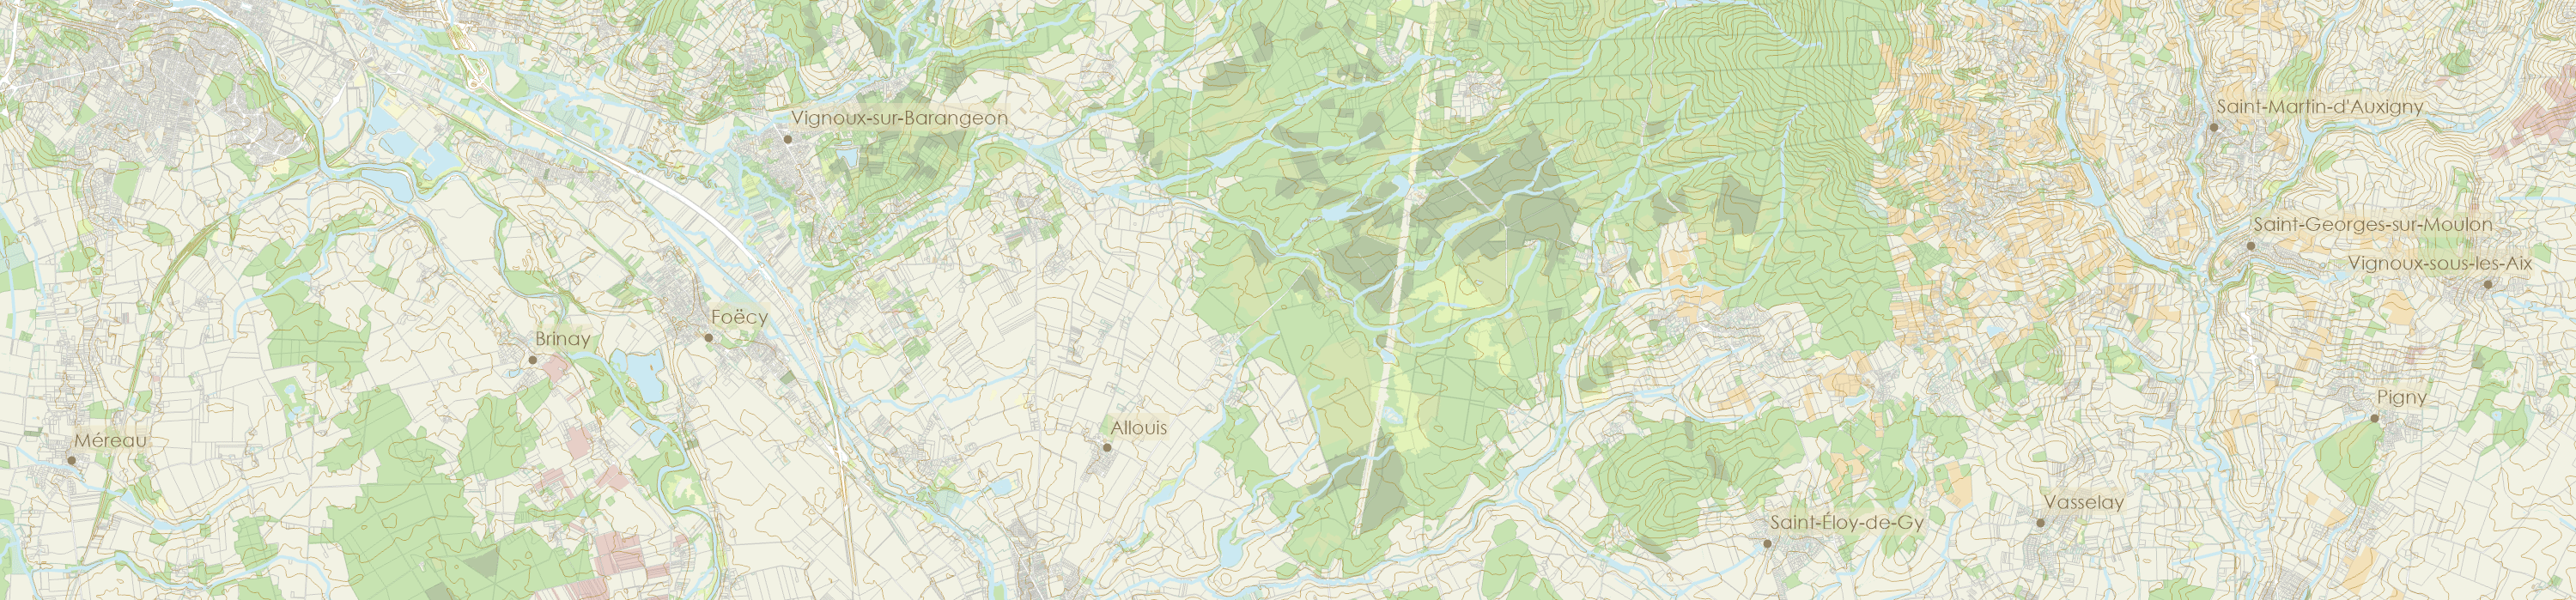 Saint-Martin-d'Auxigny
Vignoux-sur-Barangeon
Saint-Georges-sur-Moulon
Vignoux-sous-les-Aix
Foëcy
Brinay
Pigny
Allouis
Méreau
Vasselay
Saint-Éloy-de-Gy